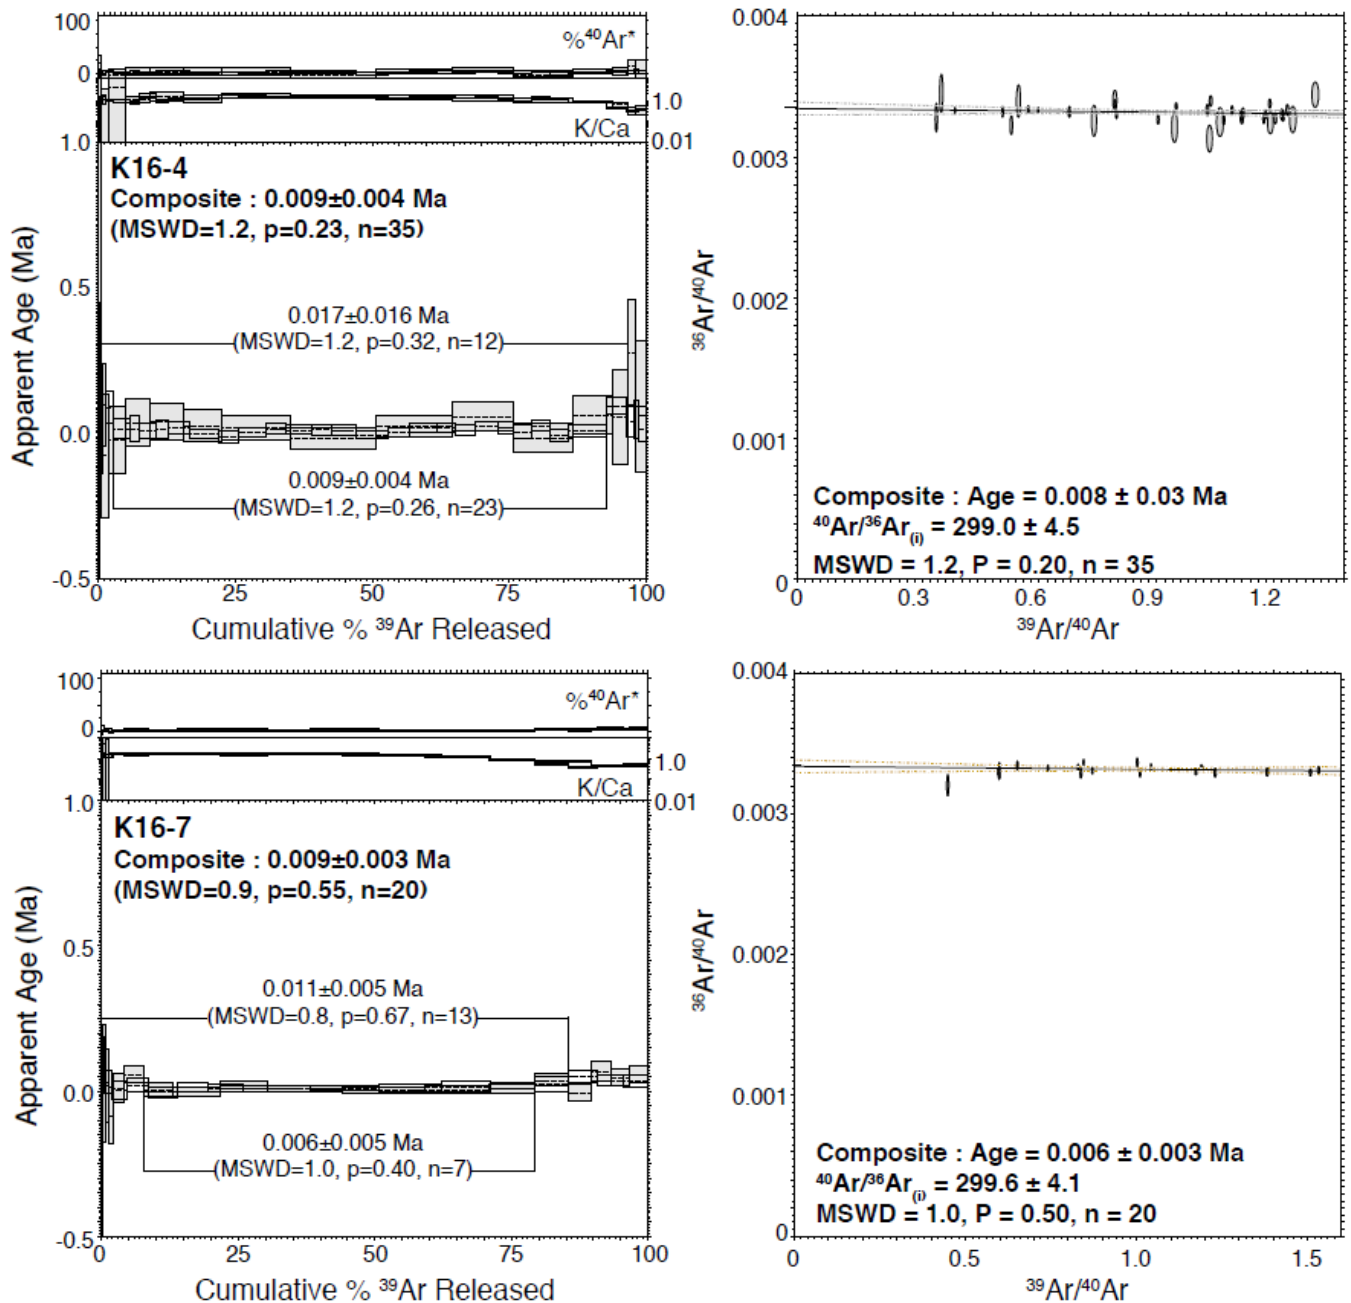 100
%⁴⁰Ar*
0
1.0
K/Ca
0.01
1.0
K16-4
Composite : 0.009±0.004 Ma
(MSWD=1.2, p=0.23, n=35)
Apparent Age (Ma)
0.5
0.017±0.016 Ma
(MSWD=1.2, p=0.32, n=12)
0.0
0.009±0.004 Ma
(MSWD=1.2, p=0.26, n=23)
-0.5
0 25 50 75 100
Cumulative % ³⁹Ar Released
0.004
0.003
³⁶Ar/⁴⁰Ar
0.002
0.001
Composite : Age = 0.008 ± 0.03 Ma
⁴⁰Ar/³⁶Ar(i) = 299.0 ± 4.5
MSWD = 1.2, P = 0.20, n = 35
0
0 0.3 0.6 0.9 1.2
³⁹Ar/⁴⁰Ar
100
%⁴⁰Ar*
0
1.0
K/Ca
0.01
1.0
K16-7
Composite : 0.009±0.003 Ma
(MSWD=0.9, p=0.55, n=20)
Apparent Age (Ma)
0.5
0.011±0.005 Ma
(MSWD=0.8, p=0.67, n=13)
0.0
0.006±0.005 Ma
(MSWD=1.0, p=0.40, n=7)
-0.5
0 25 50 75 100
Cumulative % ³⁹Ar Released
0.004
0.003
³⁶Ar/⁴⁰Ar
0.002
0.001
Composite : Age = 0.006 ± 0.003 Ma
⁴⁰Ar/³⁶Ar(i) = 299.6 ± 4.1
MSWD = 1.0, P = 0.50, n = 20
0
0 0.5 1.0 1.5
³⁹Ar/⁴⁰Ar